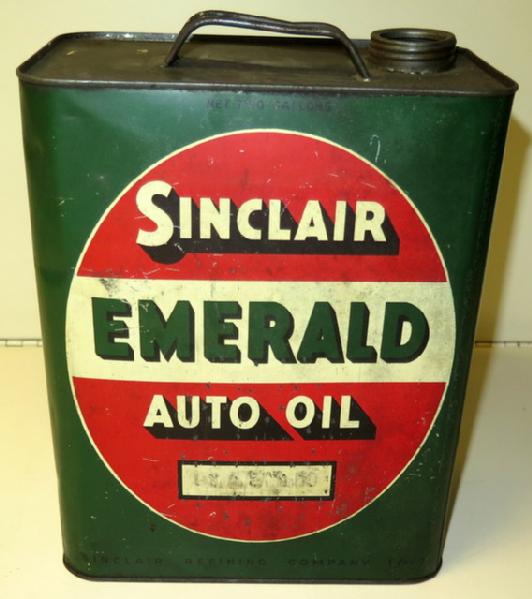 NET TWO GALLONS
SINCLAIR
EMERALD
AUTO OIL
SINCLAIR REFINING COMPANY